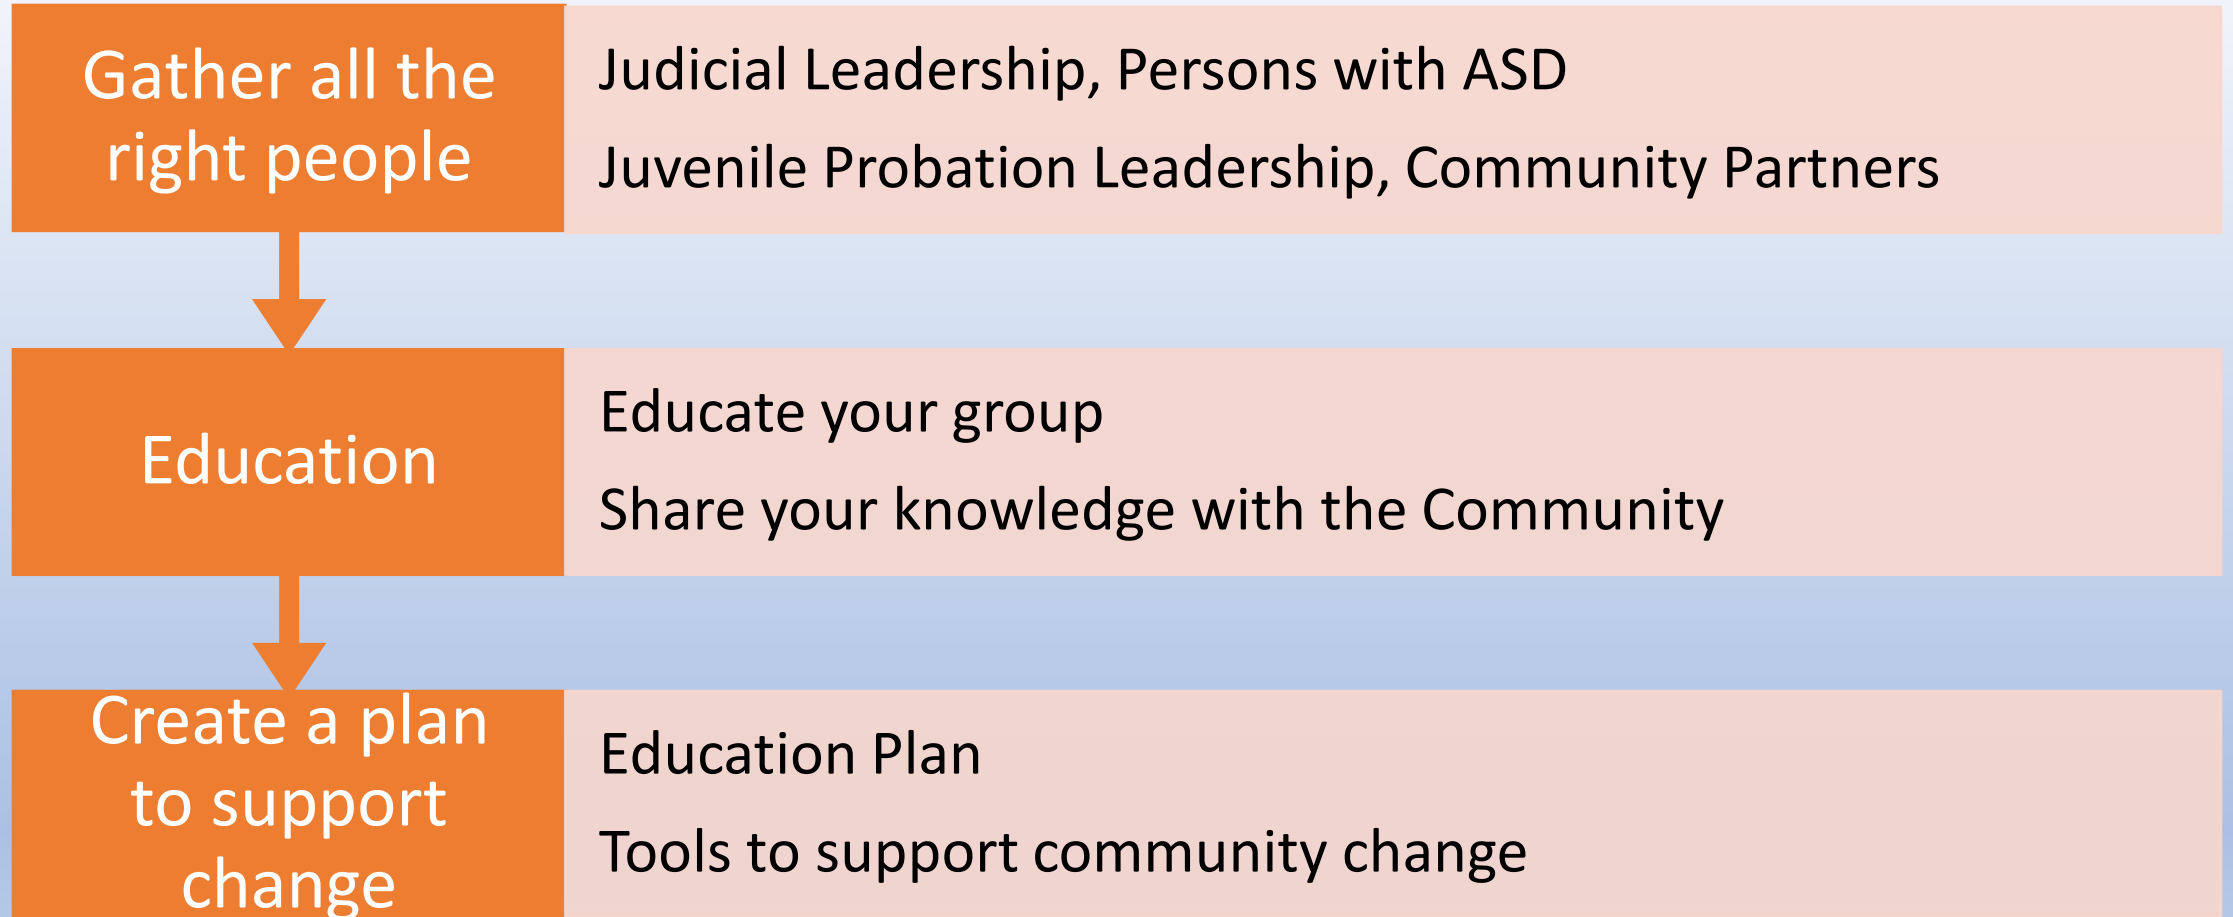 Gather all the
right people
Judicial Leadership, Persons with ASD
Juvenile Probation Leadership, Community Partners
Education
Educate your group
Share your knowledge with the Community
Create a plan
to support
change
Education Plan
Tools to support community change